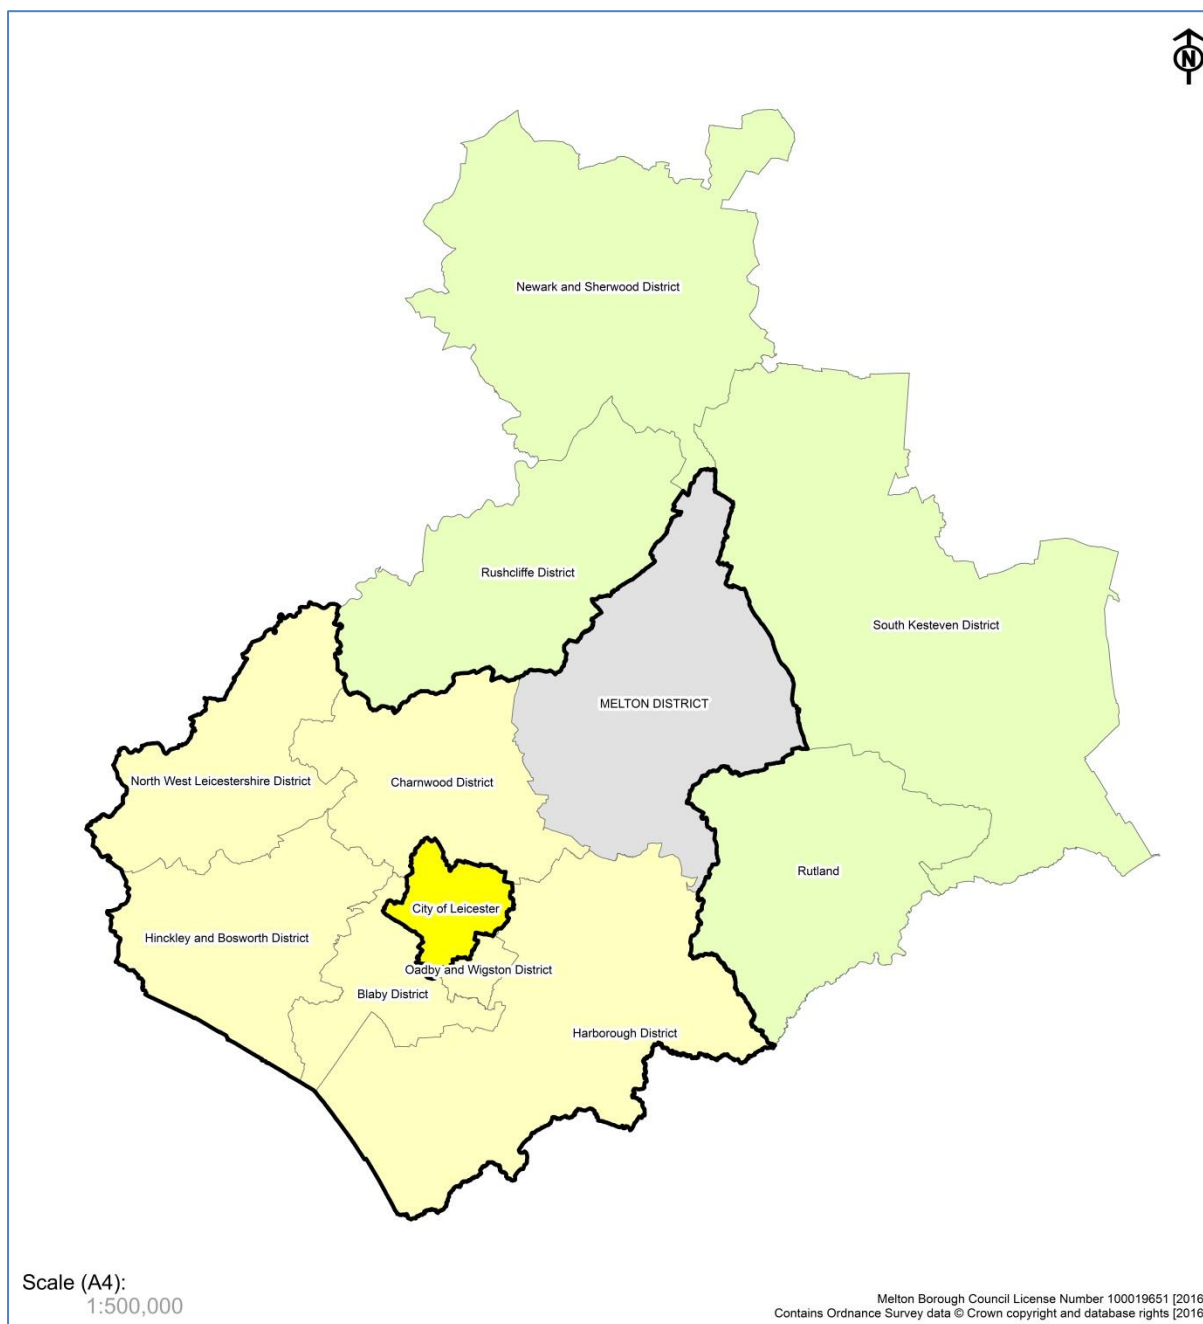 N
Newark and Sherwood District
Rushcliffe District
South Kesteven District
MELTON DISTRICT
North West Leicestershire District
Charnwood District
Rutland
City of Leicester
Hinckley and Bosworth District
Oadby and Wigston District
Blaby District
Harborough District
Scale (A4):
1:500,000
Melton Borough Council License Number 100019651 [2016
Contains Ordnance Survey data © Crown copyright and database rights [2016